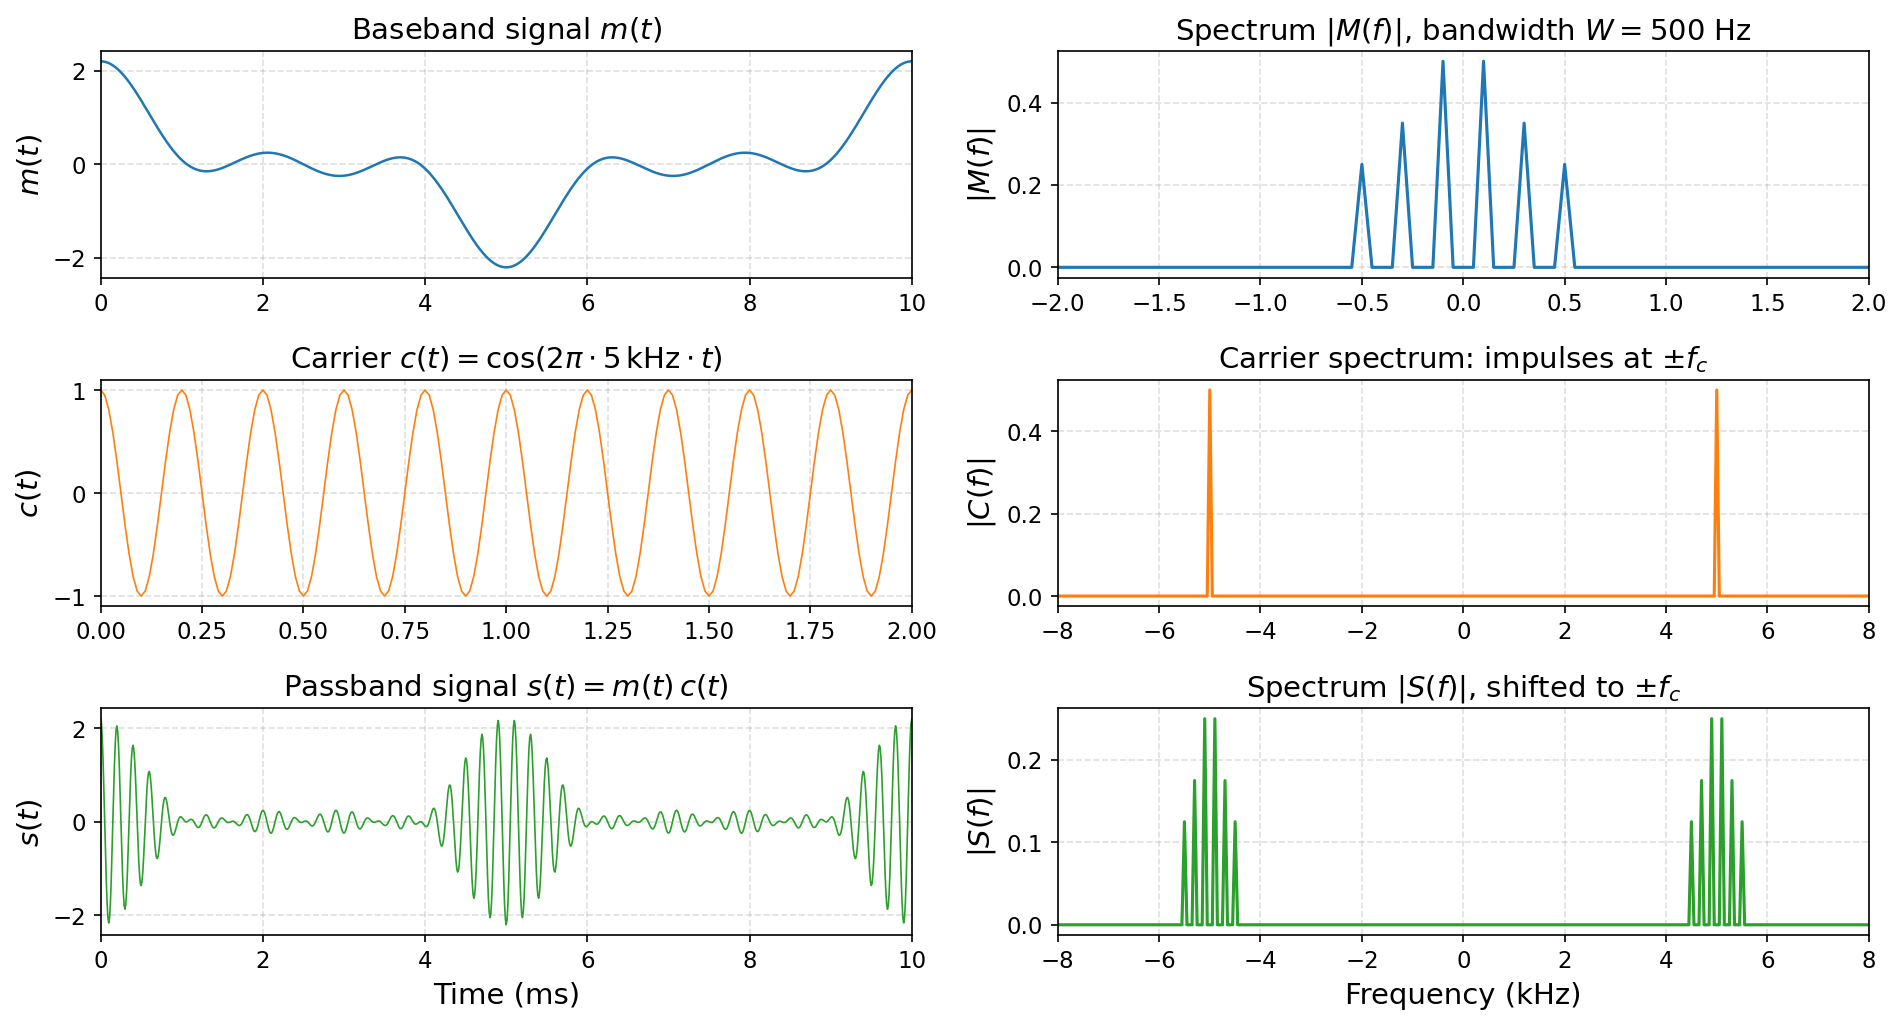 Baseband signal m(t)
m(t)
2
0
−2
0 2 4 6 8 10
Spectrum |M(f)|, bandwidth W = 500 Hz
|M(f)|
0.4
0.2
0.0
−2.0 −1.5 −1.0 −0.5 0.0 0.5 1.0 1.5 2.0
Carrier c(t) = cos(2π · 5 kHz · t)
c(t)
1
0
−1
0.00 0.25 0.50 0.75 1.00 1.25 1.50 1.75 2.00
Carrier spectrum: impulses at ±f_c
|C(f)|
0.4
0.2
0.0
−8 −6 −4 −2 0 2 4 6 8
Passband signal s(t) = m(t) c(t)
s(t)
2
0
−2
0 2 4 6 8 10
Time (ms)
Spectrum |S(f)|, shifted to ±f_c
|S(f)|
0.2
0.1
0.0
−8 −6 −4 −2 0 2 4 6 8
Frequency (kHz)